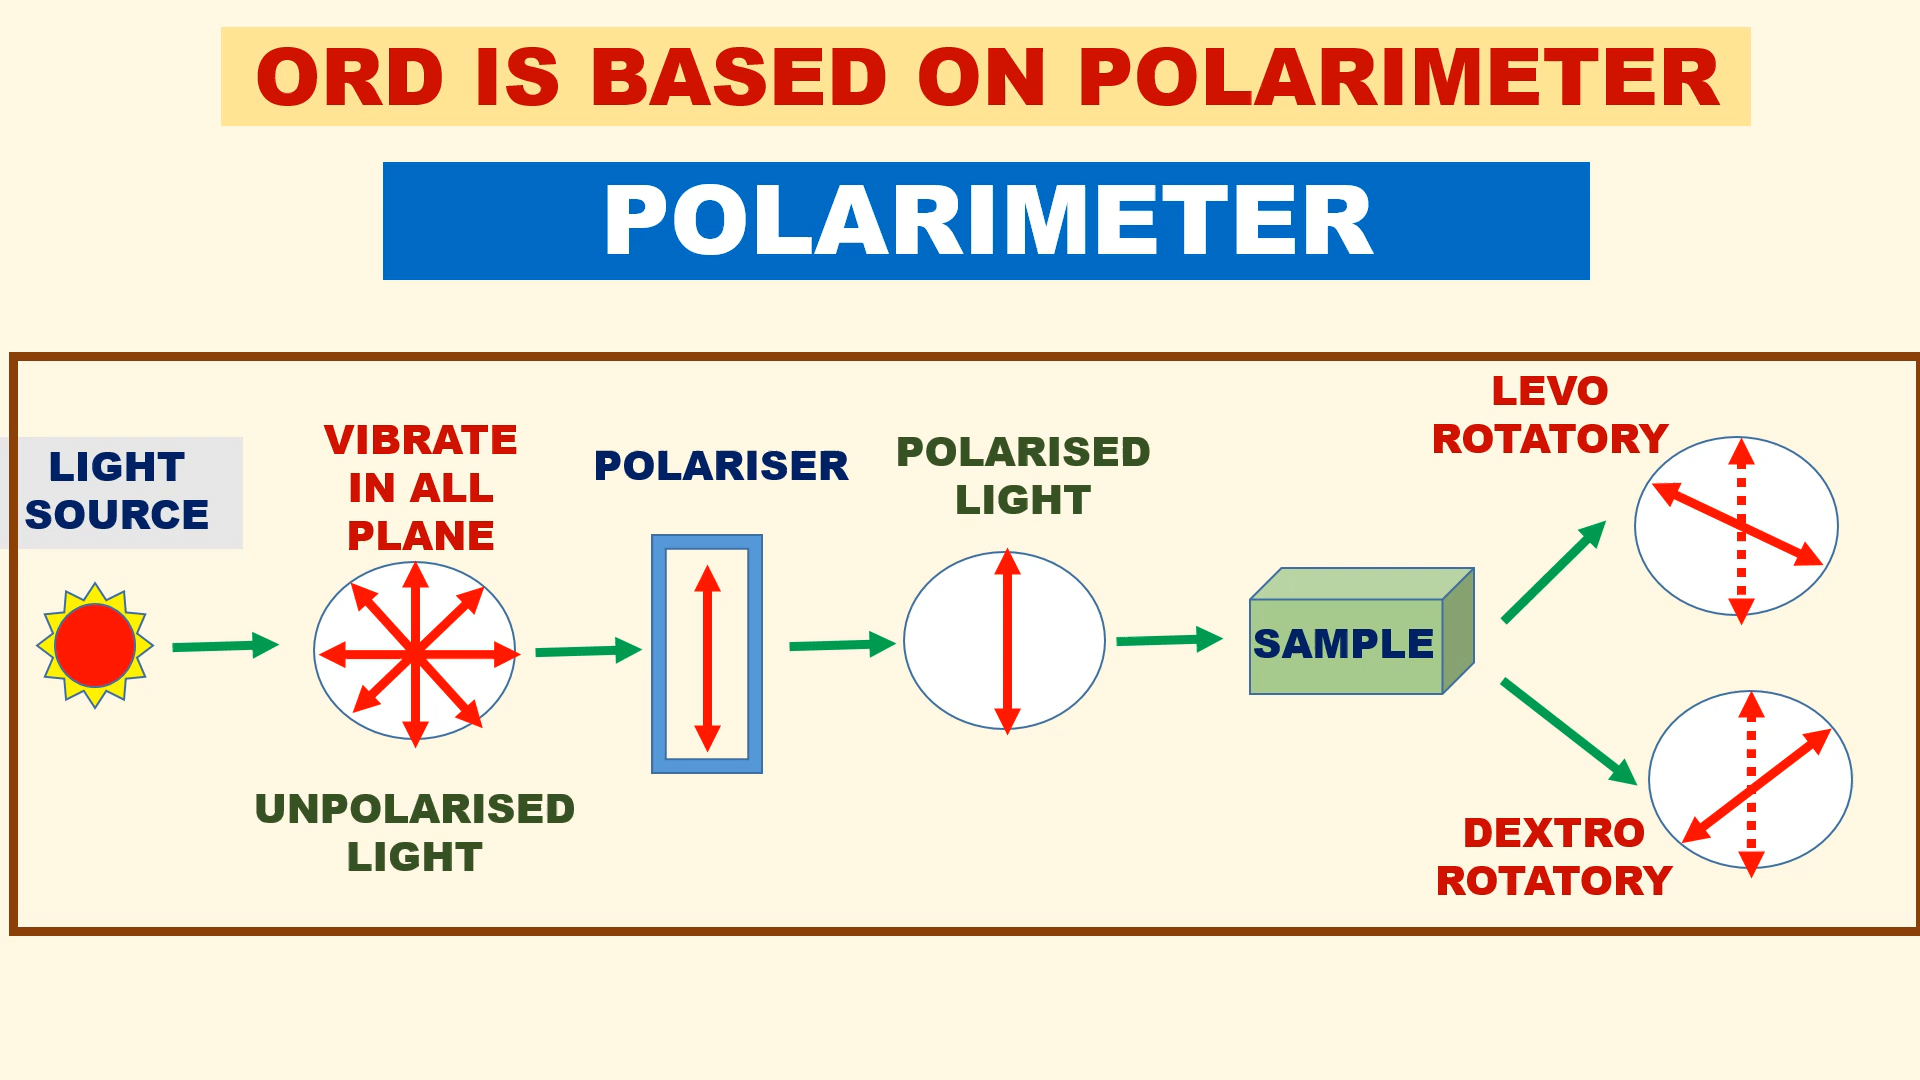 ORD IS BASED ON POLARIMETER
POLARIMETER
LIGHT
SOURCE
VIBRATE
IN ALL
PLANE
UNPOLARISED
LIGHT
POLARISER
POLARISED
LIGHT
SAMPLE
LEVO
ROTATORY
DEXTRO
ROTATORY